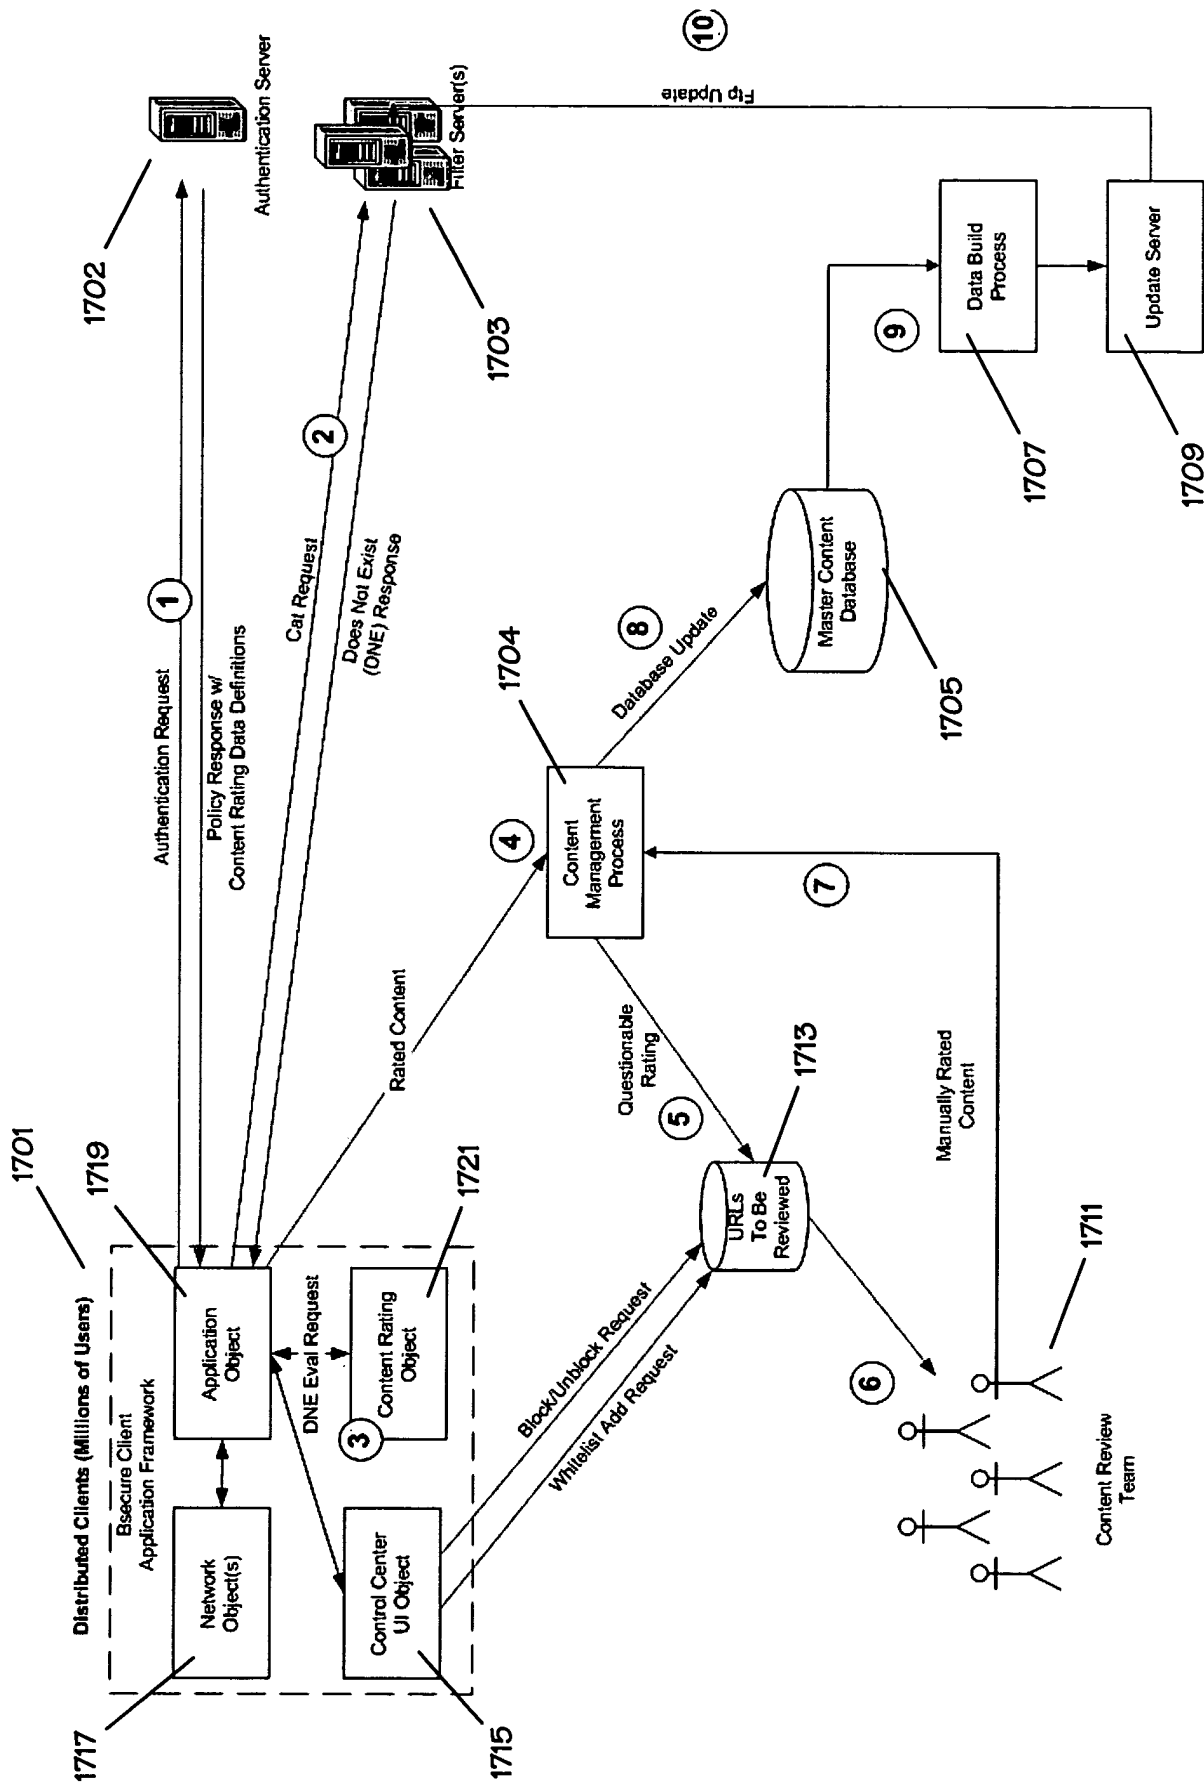 1701
Distributed Clients (Millions of Users)
Bsecure Client
Application Framework
1717
Network
Object(s)
1719
Application
Object
DNE Eval Request
1715
Control Center
UI Object
3
Content Rating
Object
1721
Authentication Request
1
Policy Response w/
Content Rating Data Definitions
1702
Authentication Server
Cat Request
2
Does Not Exist
(DNE) Response
1703
Filter Server(s)
Rated Content
4
1704
Content
Management
Process
Block/Unblock Request
Whitelist Add Request
Questionable
Rating
5
1713
URLs
To Be
Reviewed
8
Database Update
Master Content
Database
1705
9
Data Build
Process
1707
Update Server
1709
Ftp Update
10
6
7
Manually Rated
Content
1711
Content Review
Team